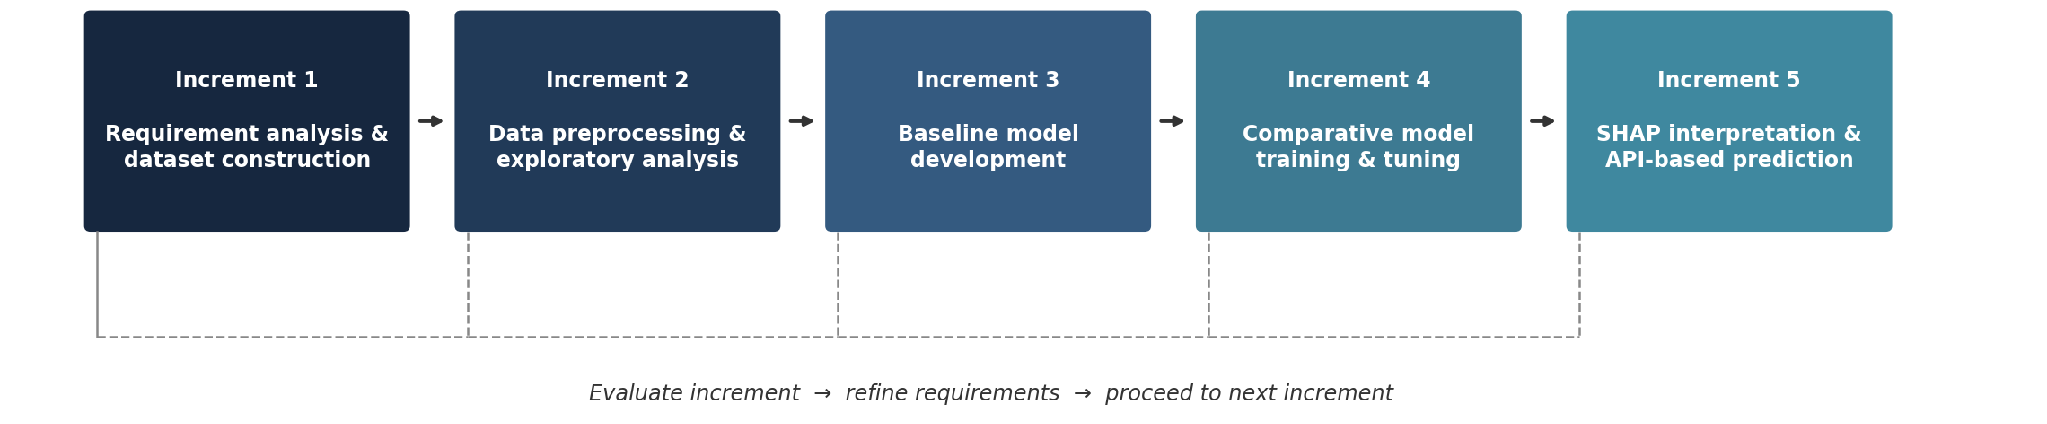 Increment 1
Requirement analysis &
dataset construction
Increment 2
Data preprocessing &
exploratory analysis
Increment 3
Baseline model
development
Increment 4
Comparative model
training & tuning
Increment 5
SHAP interpretation &
API-based prediction
Evaluate increment → refine requirements → proceed to next increment